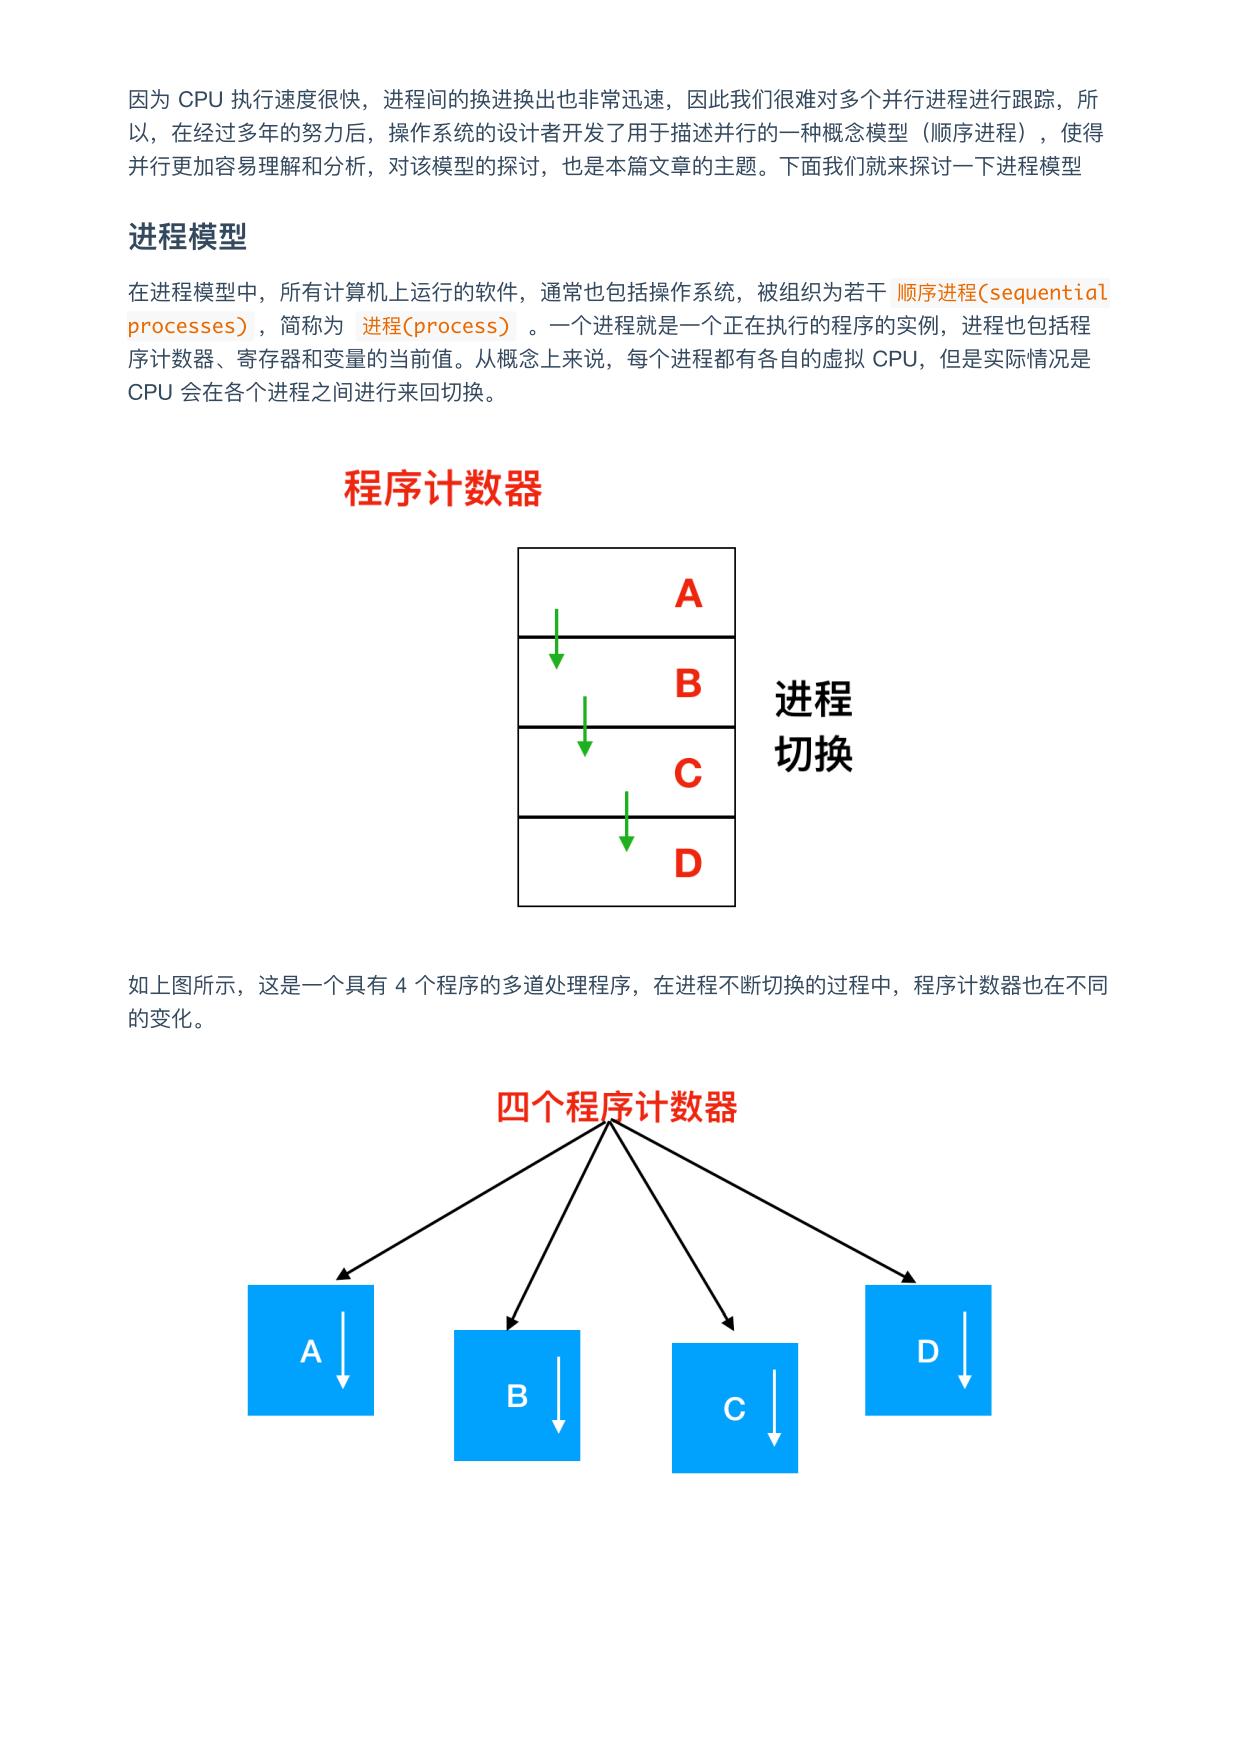 因为 CPU 执行速度很快，进程间的换进换出也非常迅速，因此我们很难对多个并行进程进行跟踪，所
以，在经过多年的努力后，操作系统的设计者开发了用于描述并行的一种概念模型（顺序进程），使得
并行更加容易理解和分析，对该模型的探讨，也是本篇文章的主题。下面我们就来探讨一下进程模型
进程模型
在进程模型中，所有计算机上运行的软件，通常也包括操作系统，被组织为若干 顺序进程(sequential
processes) ，简称为 进程(process) 。一个进程就是一个正在执行的程序的实例，进程也包括程
序计数器、寄存器和变量的当前值。从概念上来说，每个进程都有各自的虚拟 CPU，但是实际情况是
CPU 会在各个进程之间进行来回切换。
程序计数器
A
B
C
D
进程
切换
如上图所示，这是一个具有 4 个程序的多道处理程序，在进程不断切换的过程中，程序计数器也在不同
的变化。
四个程序计数器
A
B
C
D